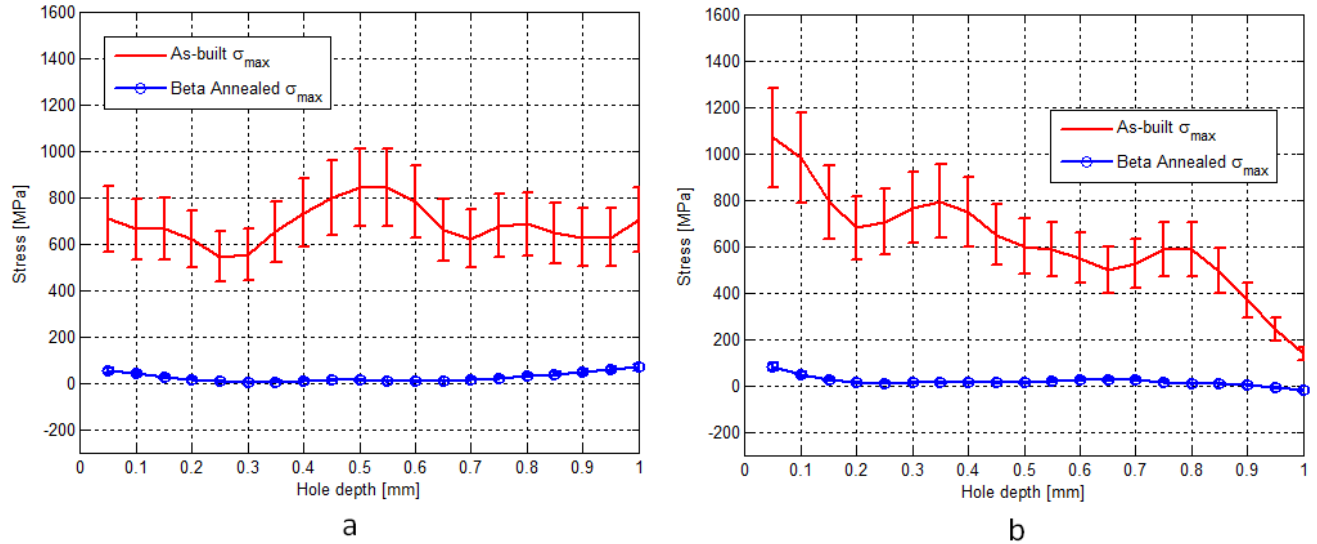 1600
1400
1200
1000
800
600
400
200
0
-200
Stress [MPa]
As-built σmax
Beta Annealed σmax
0 0.1 0.2 0.3 0.4 0.5 0.6 0.7 0.8 0.9 1
Hole depth [mm]
a
1600
1400
1200
1000
800
600
400
200
0
-200
Stress [MPa]
As-built σmax
Beta Annealed σmax
0 0.1 0.2 0.3 0.4 0.5 0.6 0.7 0.8 0.9 1
Hole depth [mm]
b